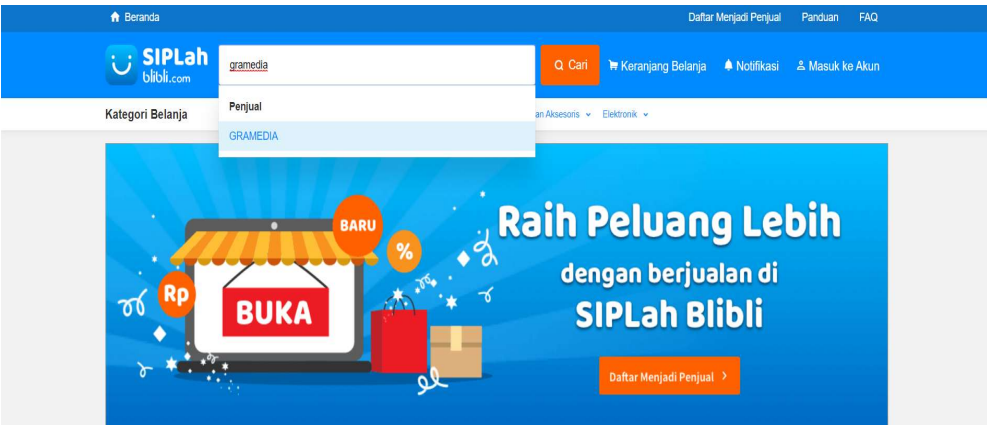 Beranda
Daftar Menjadi Penjual Panduan FAQ
SIPLah
blibli.com
gramedia
Cari
Keranjang Belanja
Notifikasi
Masuk ke Akun
Kategori Belanja
Penjual
GRAMEDIA
an Aksesoris
Elektronik
BARU
%
Rp
BUKA
Raih Peluang Lebih
dengan berjualan di
SIPLah Blibli
Daftar Menjadi Penjual